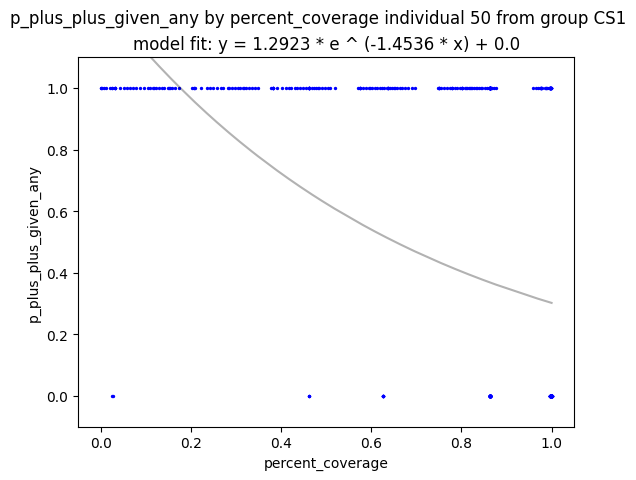 p_plus_plus_given_any by percent_coverage individual 50 from group CS1
model fit: y = 1.2923 * e ^ (-1.4536 * x) + 0.0
1.0
0.8
0.6
0.4
0.2
0.0
p_plus_plus_given_any
0.0 0.2 0.4 0.6 0.8 1.0
percent_coverage